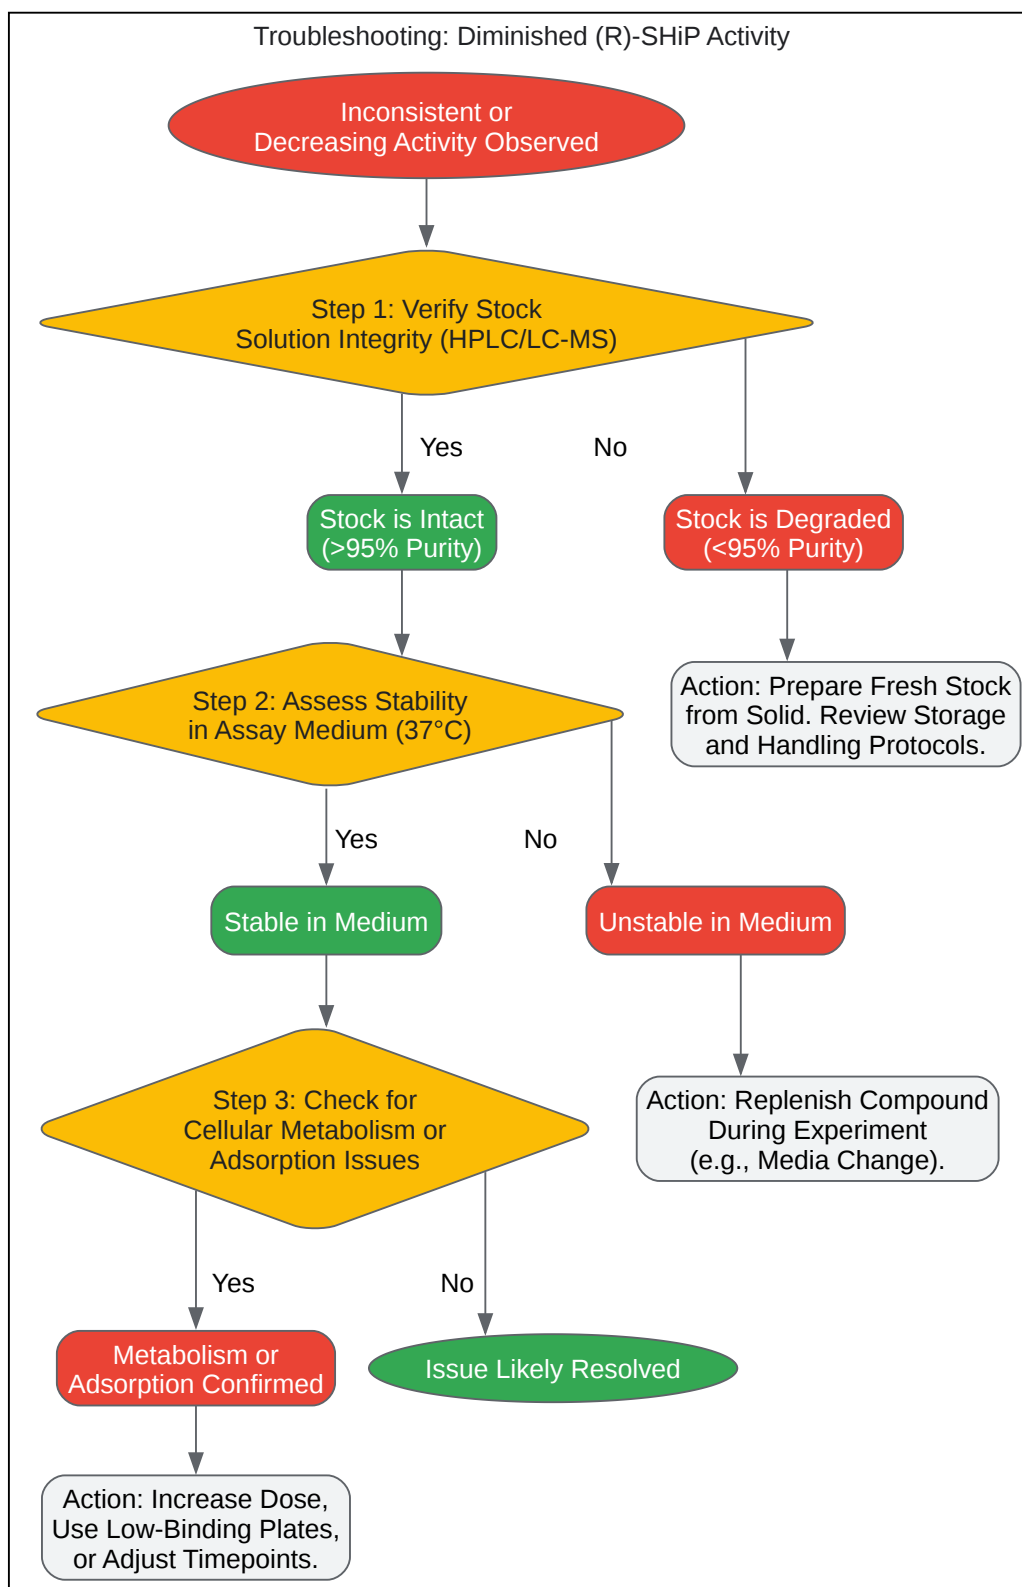 Troubleshooting: Diminished (R)-SHiP Activity
Inconsistent or
Decreasing Activity Observed
Step 1: Verify Stock
Solution Integrity (HPLC/LC-MS)
Yes
No
Stock is Intact
(>95% Purity)
Stock is Degraded
(<95% Purity)
Step 2: Assess Stability
in Assay Medium (37°C)
Action: Prepare Fresh Stock
from Solid. Review Storage
and Handling Protocols.
Yes
No
Stable in Medium
Unstable in Medium
Step 3: Check for
Cellular Metabolism or
Adsorption Issues
Action: Replenish Compound
During Experiment
(e.g., Media Change).
Yes
No
Metabolism or
Adsorption Confirmed
Issue Likely Resolved
Action: Increase Dose,
Use Low-Binding Plates,
or Adjust Timepoints.